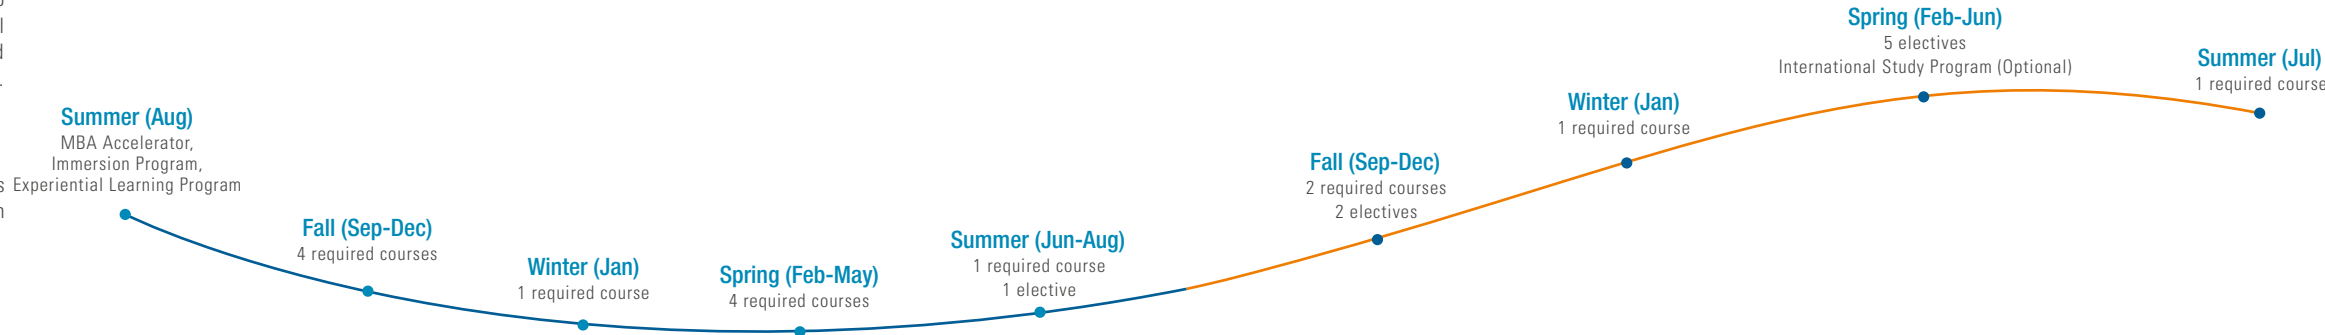 Summer (Aug)
MBA Accelerator,
Immersion Program,
Experiential Learning Program
Fall (Sep-Dec)
4 required courses
Winter (Jan)
1 required course
Spring (Feb-May)
4 required courses
Summer (Jun-Aug)
1 required course
1 elective
Fall (Sep-Dec)
2 required courses
2 electives
Winter (Jan)
1 required course
Spring (Feb-Jun)
5 electives
International Study Program (Optional)
Summer (Jul)
1 required course